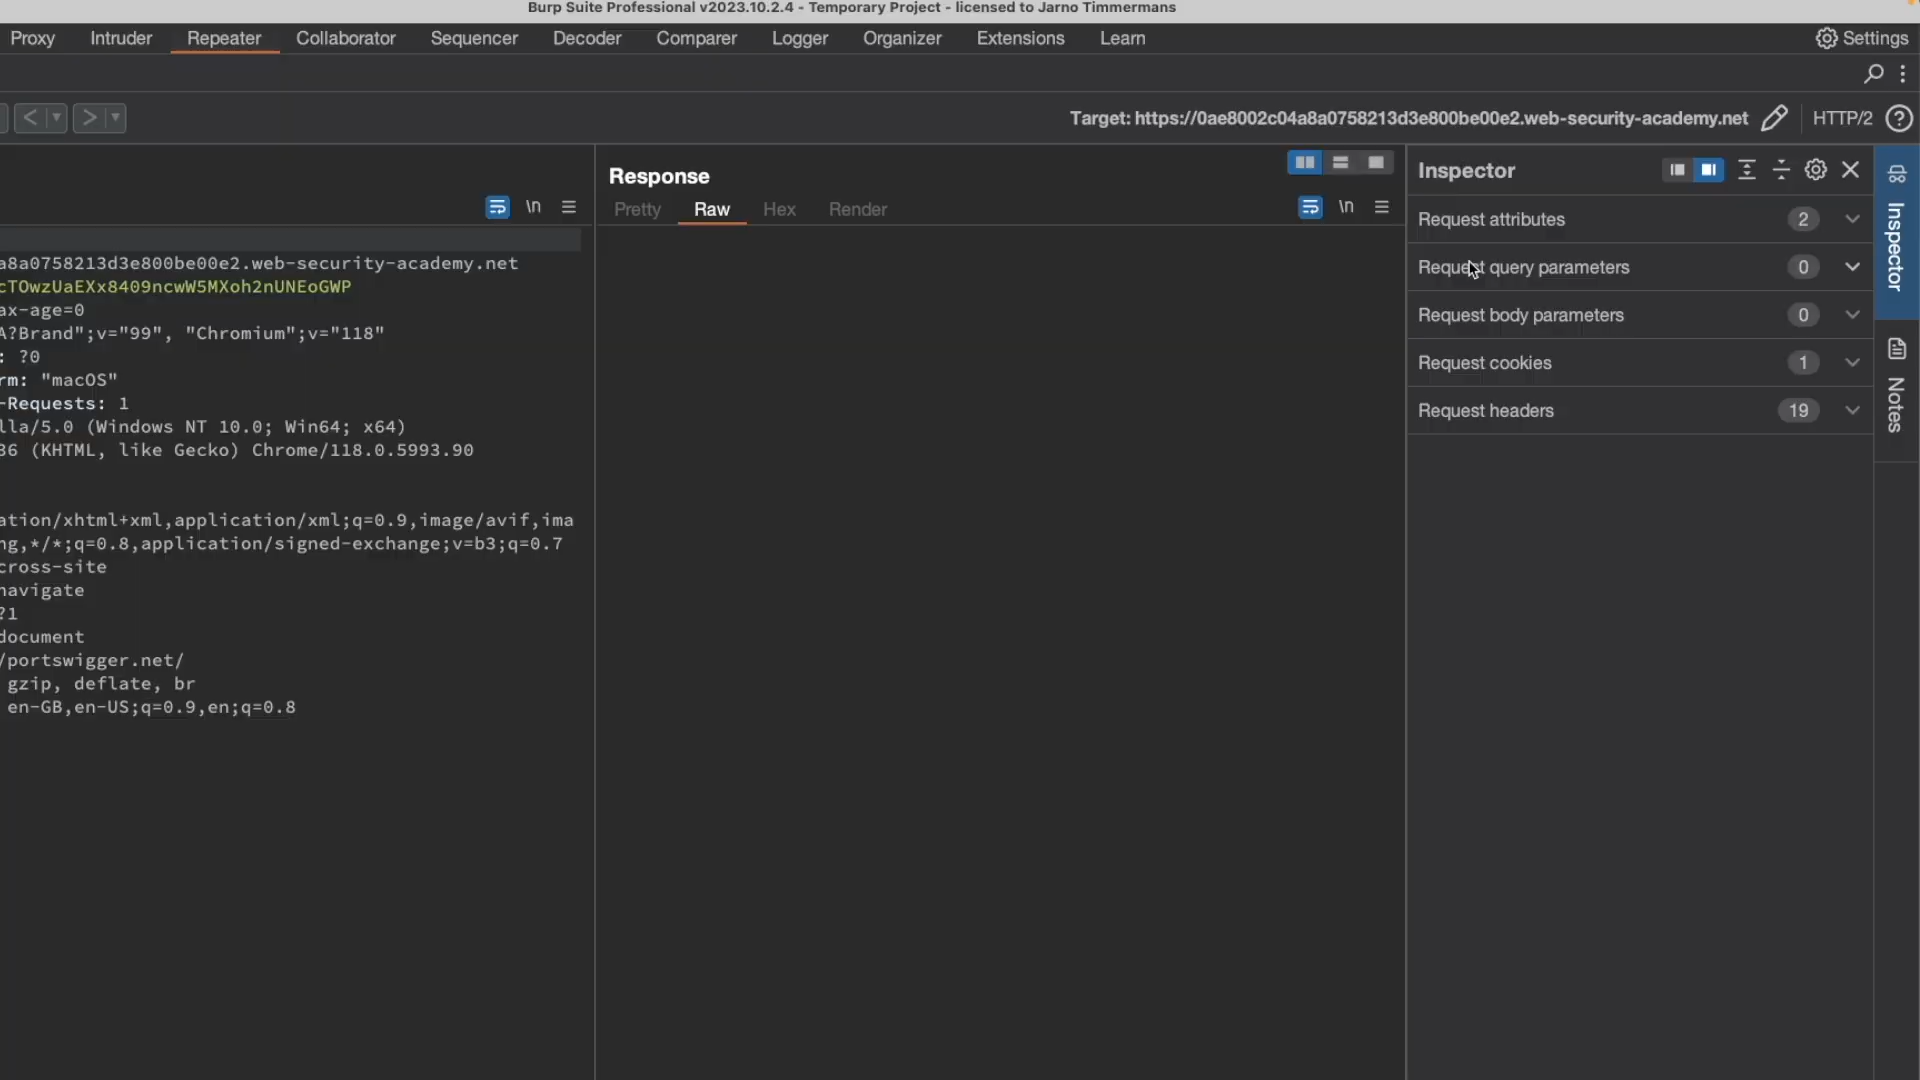 Burp Suite Professional v2023.10.2.4 - Temporary Project - licensed to Jarno Timmermans
Proxy Intruder Repeater Collaborator Sequencer Decoder Comparer Logger Organizer Extensions Learn Settings
< >
Target: https://0ae8002c04a8a0758213d3e800be00e2.web-security-academy.net HTTP/2 ?
\n
a8a0758213d3e800be00e2.web-security-academy.net
cTOwzUaEXx8409ncwW5MXoh2nUNEoGWP
ax-age=0
A?Brand";v="99", "Chromium";v="118"
: ?0
rm: "macOS"
-Requests: 1
lla/5.0 (Windows NT 10.0; Win64; x64)
36 (KHTML, like Gecko) Chrome/118.0.5993.90
ation/xhtml+xml,application/xml;q=0.9,image/avif,ima
ng,*/*;q=0.8,application/signed-exchange;v=b3;q=0.7
cross-site
navigate
?1
document
/portswigger.net/
gzip, deflate, br
en-GB,en-US;q=0.9,en;q=0.8
Response
Pretty Raw Hex Render
\n
Inspector
Request attributes 2
Request query parameters 0
Request body parameters 0
Request cookies 1
Request headers 19
Inspector
Notes